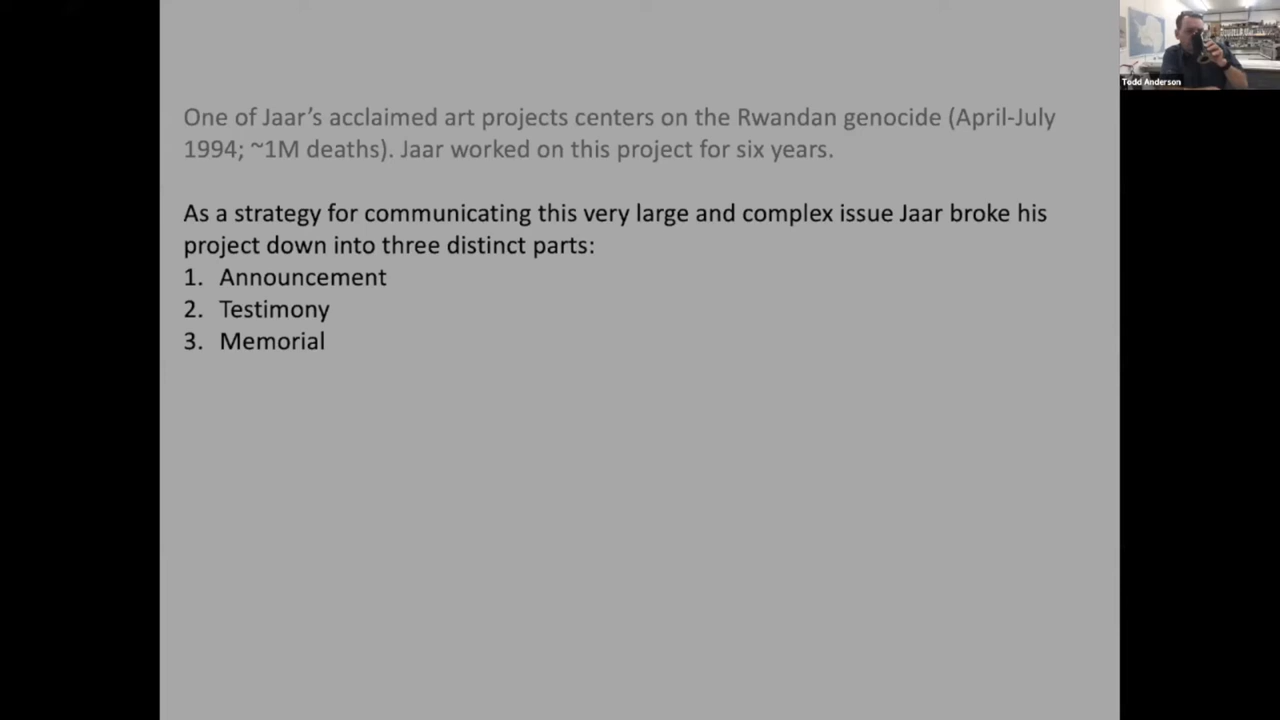 One of Jaar’s acclaimed art projects centers on the Rwandan genocide (April-July
1994; ~1M deaths). Jaar worked on this project for six years.
As a strategy for communicating this very large and complex issue Jaar broke his
project down into three distinct parts:
1. Announcement
2. Testimony
3. Memorial
Todd Anderson